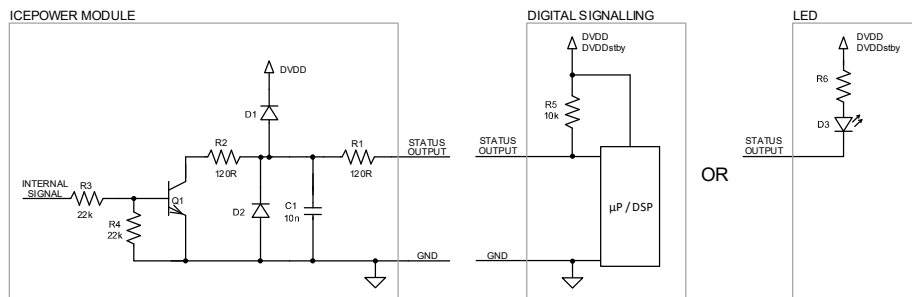 ICEPOWER MODULE
DVDD
D1
R2
120R
R1
120R
STATUS
OUTPUT
INTERNAL
SIGNAL
R3
22k
R4
22k
Q1
D2
C1
10n
GND
DIGITAL SIGNALLING
DVDD
DVDDstby
R5
10k
STATUS
OUTPUT
µP / DSP
GND
OR
LED
DVDD
DVDDstby
R6
D3
STATUS
OUTPUT